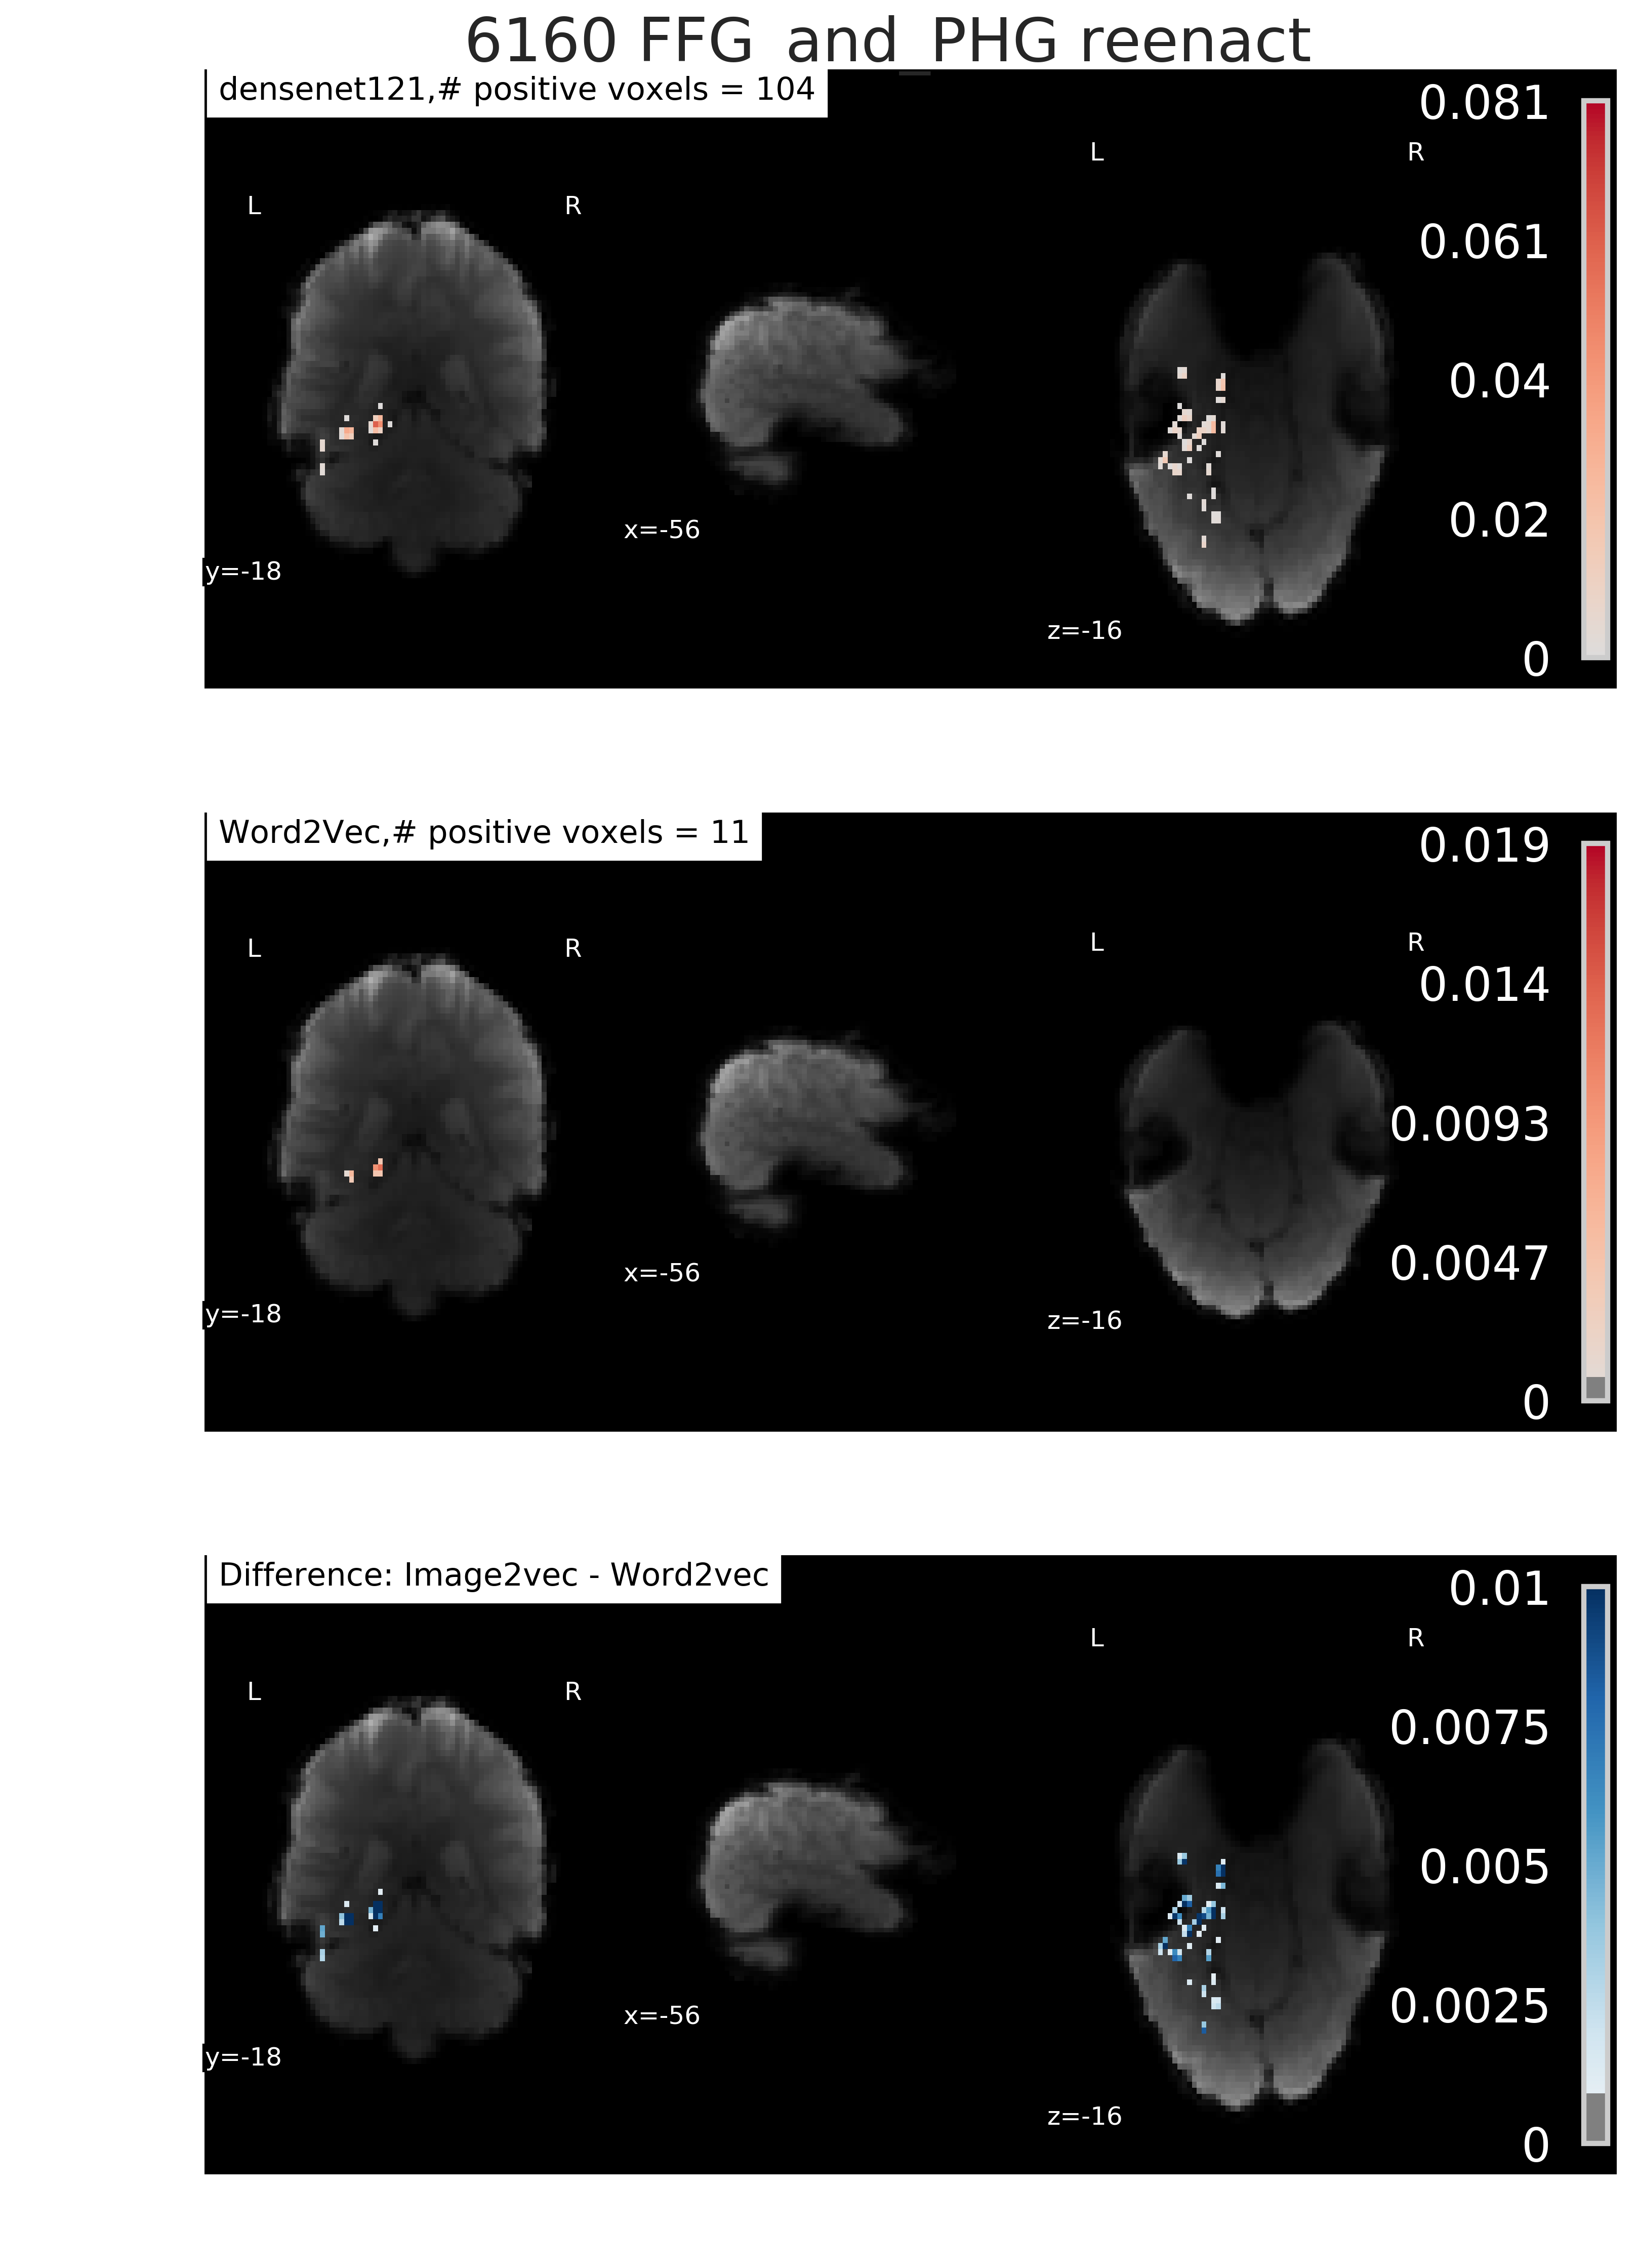 6160 FFG_and_PHG reenact
densenet121,# positive voxels = 104
0.081
L R
L R
0.061
0.04
0.02
x=-56
y=-18
z=-16
0
Word2Vec,# positive voxels = 11
0.019
L R
L R
0.014
0.0093
0.0047
x=-56
y=-18
z=-16
0
Difference: Image2vec - Word2vec
0.01
L R
L R
0.0075
0.005
0.0025
x=-56
y=-18
z=-16
0